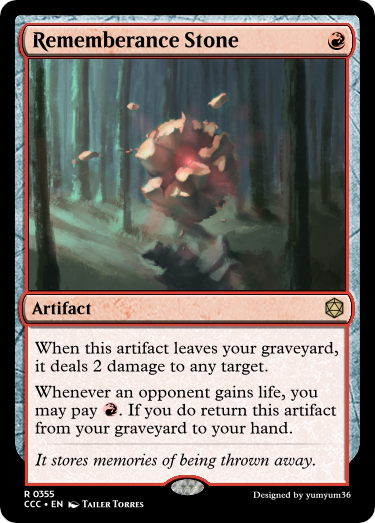 Rememberance Stone
Artifact
When this artifact leaves your graveyard,
it deals 2 damage to any target.
Whenever an opponent gains life, you
may pay . If you do return this artifact
from your graveyard to your hand.
It stores memories of being thrown away.
R 0355
CCC • EN Tailer Torres
Designed by yumyum36